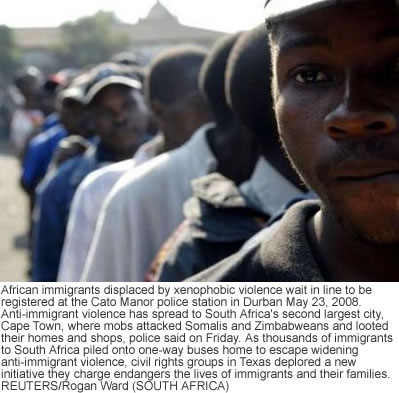 African immigrants displaced by xenophobic violence wait in line to be
registered at the Cato Manor police station in Durban May 23, 2008.
Anti-immigrant violence has spread to South Africa's second largest city,
Cape Town, where mobs attacked Somalis and Zimbabweans and looted
their homes and shops, police said on Friday. As thousands of immigrants
to South Africa piled onto one-way buses home to escape widening
anti-immigrant violence, civil rights groups in Texas deplored a new
initiative they charge endangers the lives of immigrants and their families.
REUTERS/Rogan Ward (SOUTH AFRICA)